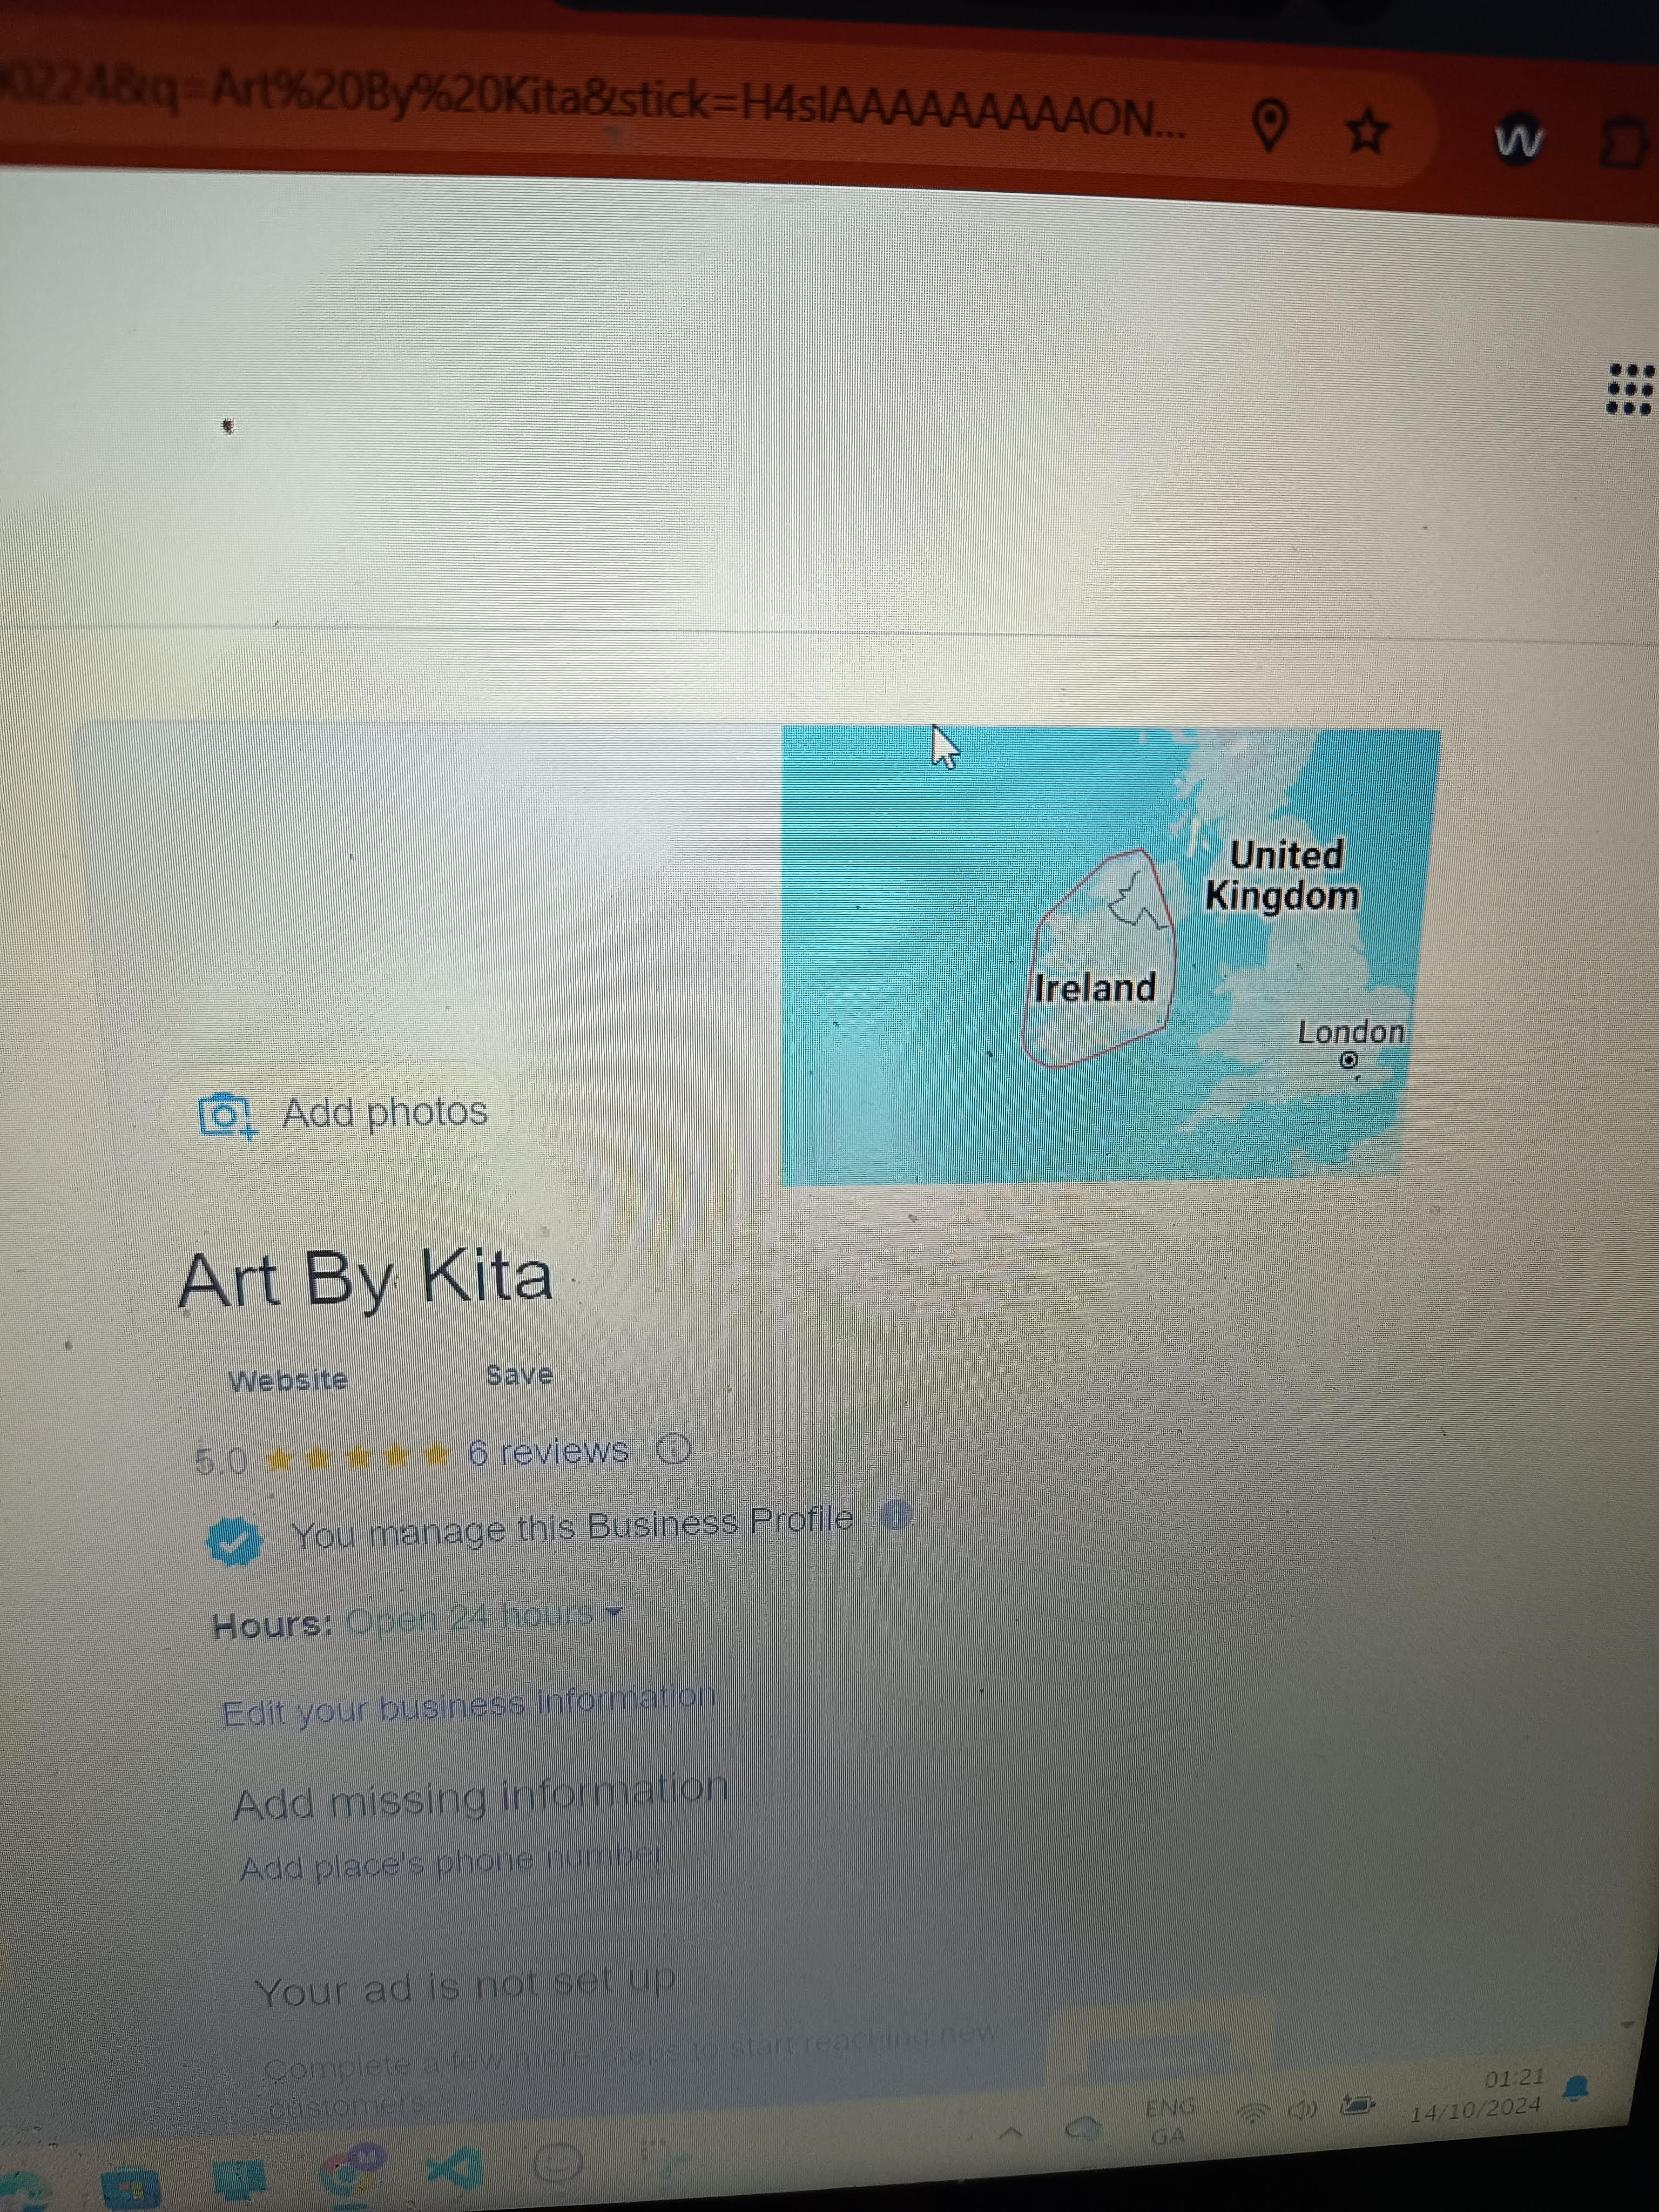 00224&q=Art%20By%20Kita&stick=H4sIAAAAAAAAAAON...
W
United
Kingdom
Ireland
London
Add photos
Art By Kita
Website Save
5.0 6 reviews
You manage this Business Profile
Hours: Open 24 hours
Edit your business information
Add missing information
Add place's phone number
Your ad is not set up
Complete a few more steps to start reaching new
customers
ENG
GA
01:21
14/10/2024
M